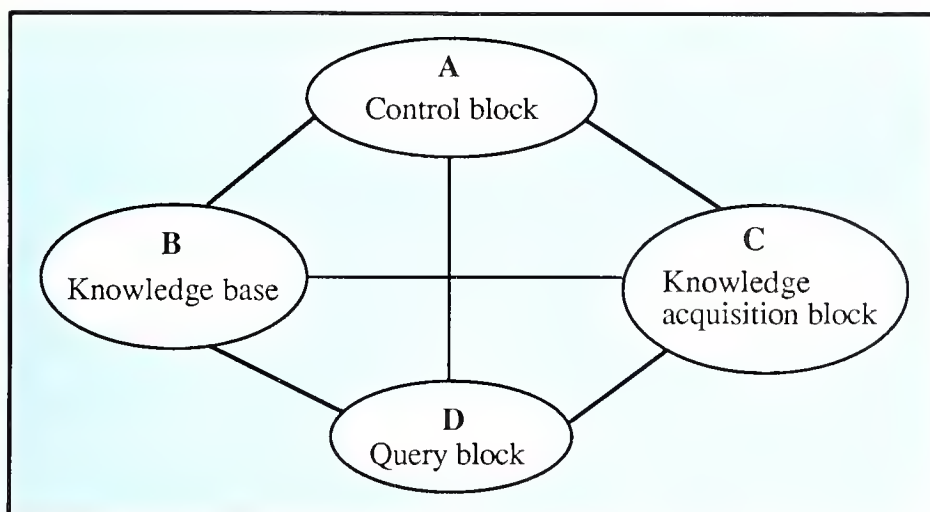 A
Control block
B
Knowledge base
C
Knowledge
acquisition block
D
Query block